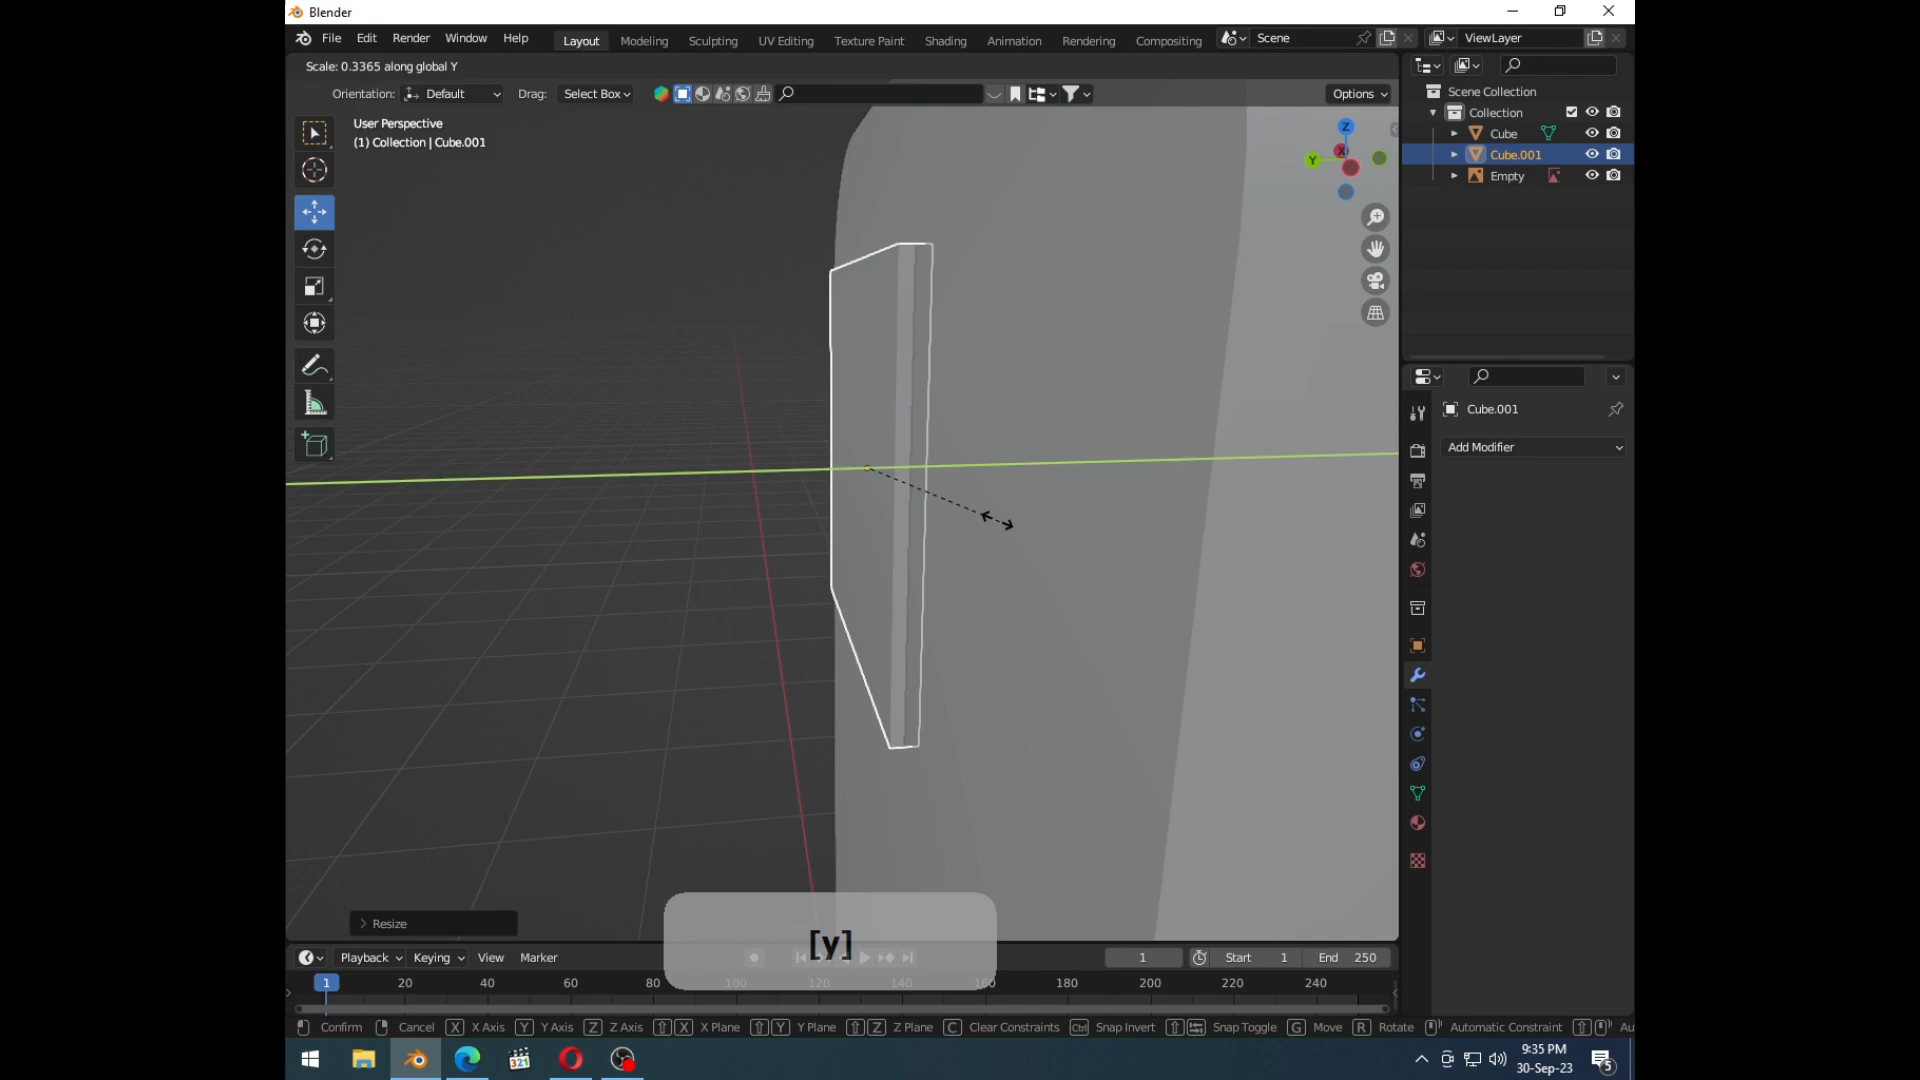 Blender
File Edit Render Window Help Layout Modeling Sculpting UV Editing Texture Paint Shading Animation Rendering Compositing Scene ViewLayer
Scale: 0.3365 along global Y
Orientation: Default Drag: Select Box Options
User Perspective
(1) Collection | Cube.001
Z
X
Y
Scene Collection
Collection
Cube
Cube.001
Empty
Cube.001
Add Modifier
Resize
[y]
Playback Keying View Marker 1 Start 1 End 250
1 20 40 60 80 100 120 140 160 180 200 220 240
Confirm Cancel X X Axis Y Y Axis Z Z Axis X X Plane Y Y Plane Z Z Plane C Clear Constraints Ctrl Snap Invert Snap Toggle G Move R Rotate Automatic Constraint Au
321
9:35 PM
30-Sep-23
5